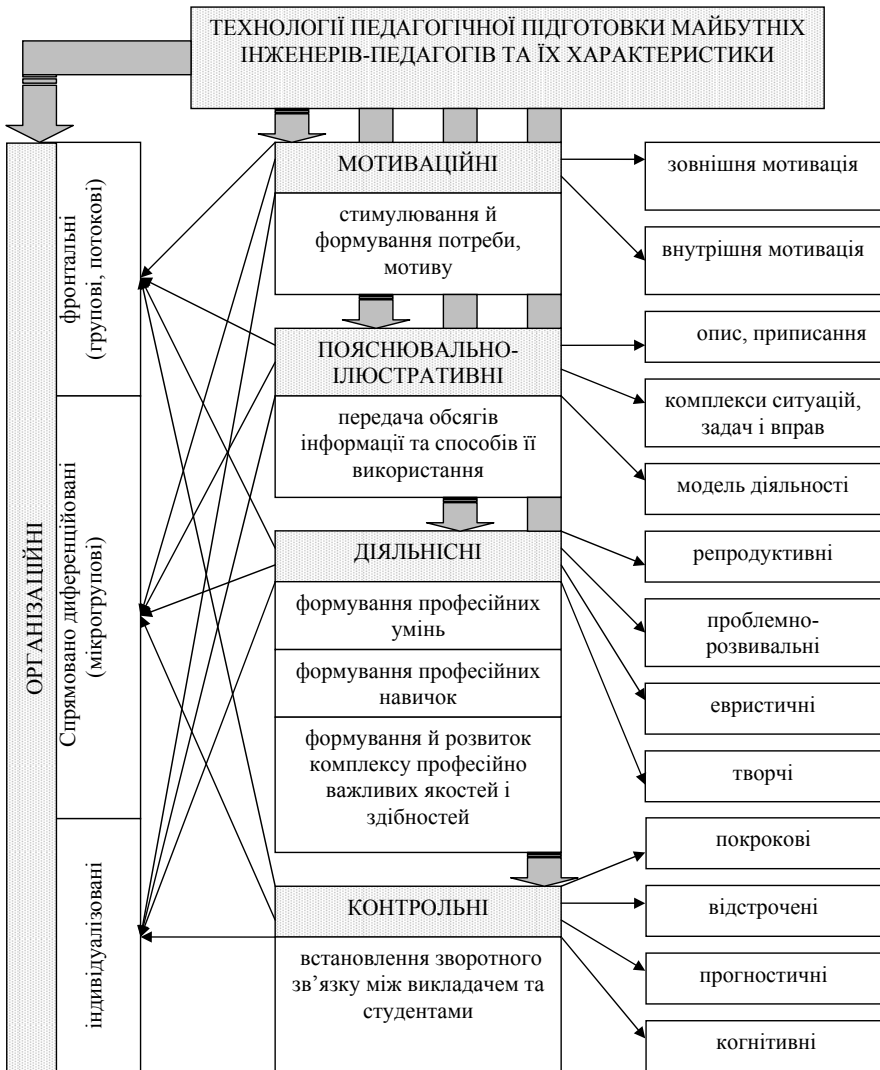 ТЕХНОЛОГІЇ ПЕДАГОГІЧНОЇ ПІДГОТОВКИ МАЙБУТНІХ
ІНЖЕНЕРІВ-ПЕДАГОГІВ ТА ЇХ ХАРАКТЕРИСТИКИ
ОРГАНІЗАЦІЙНІ
фронтальні
(групові, потокові)
Спрямовано диференційовані
(мікрогрупові)
індивидуалізовані
МОТИВАЦІЙНІ
стимулювання й
формування потреби,
мотиву
зовнішня мотивація
внутрішня мотивація
ПОЯСНЮВАЛЬНО-
ІЛЮСТРАТИВНІ
передача обсягів
інформації та способів її
використання
опис, приписання
комплекси ситуацій,
задач і вправ
модель діяльності
ДІЯЛЬНІСНІ
формування професійних
умінь
формування професійних
навичок
формування й розвиток
комплексу професійно
важливих якостей і
здібностей
репродуктивні
проблемно-
розвивальні
евристичні
творчі
КОНТРОЛЬНІ
встановлення зворотного
зв’язку між викладачем та
студентами
покрокові
відстрочені
прогностичні
когнітивні